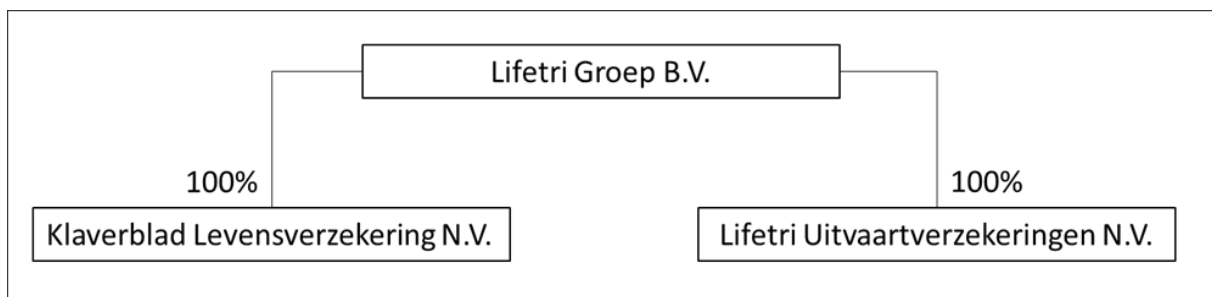 Lifetri Groep B.V.
100%
100%
Klaverblad Levensverzekering N.V.
Lifetri Uitvaartverzekeringen N.V.